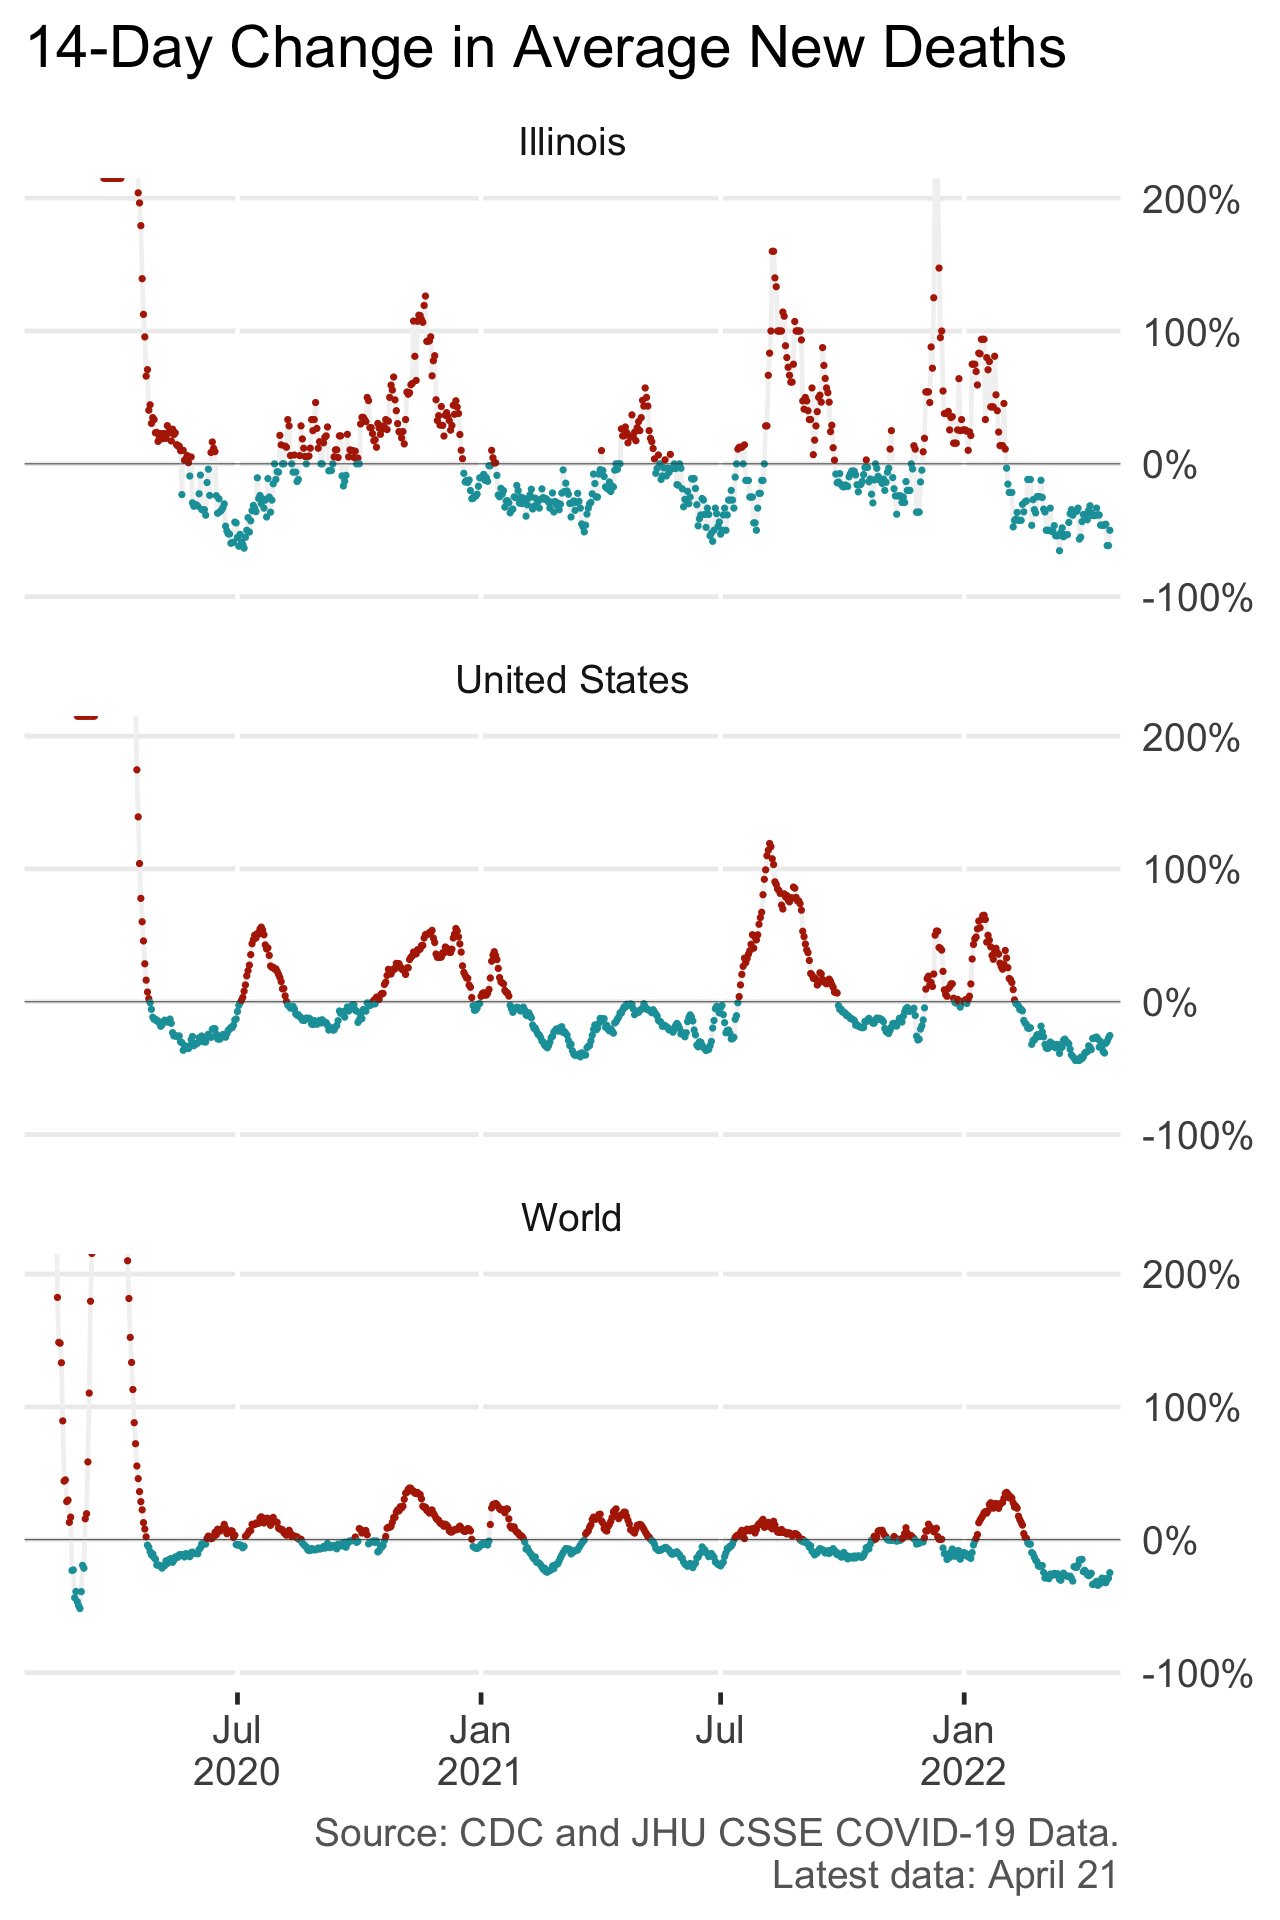 14-Day Change in Average New Deaths
Illinois
200%
100%
0%
-100%
United States
200%
100%
0%
-100%
World
200%
100%
0%
-100%
Jul
2020
Jan
2021
Jul
Jan
2022
Source: CDC and JHU CSSE COVID-19 Data.
Latest data: April 21